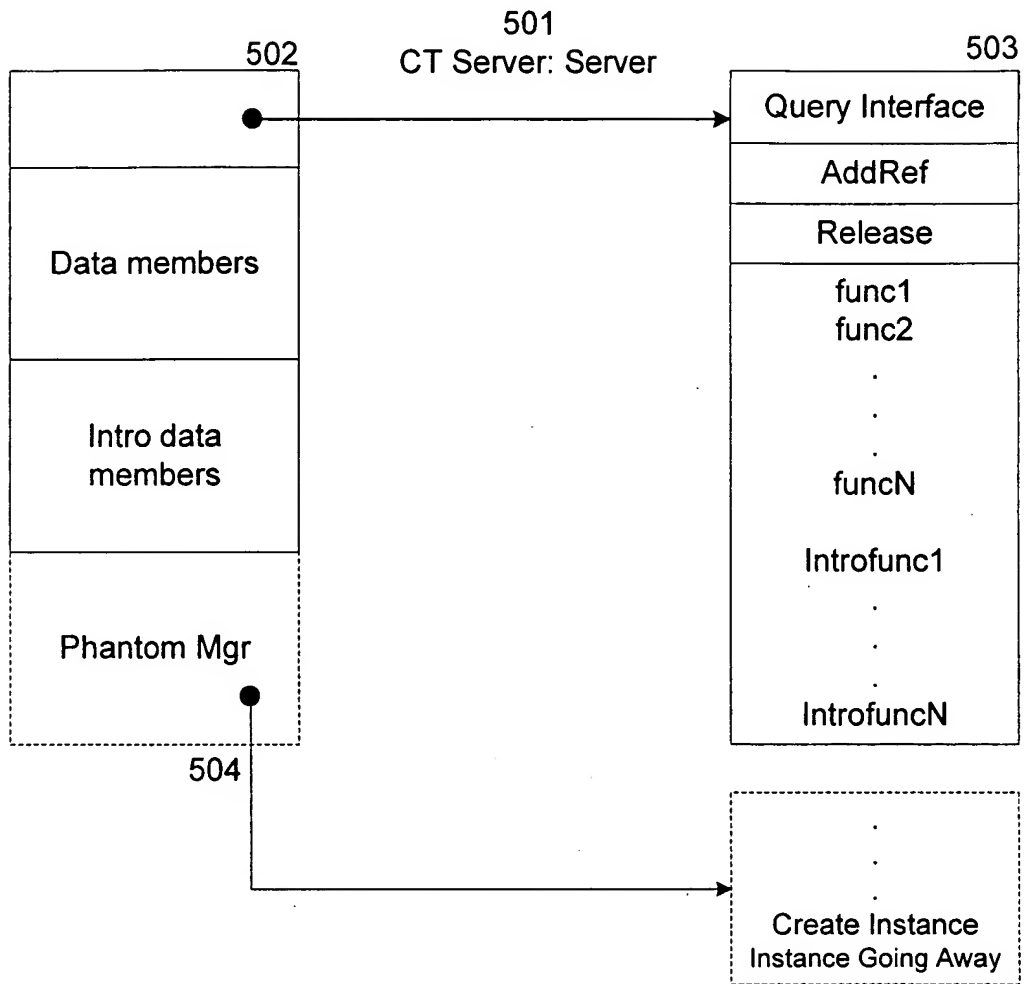 501
CT Server: Server
502
503
Data members
Intro data
members
Phantom Mgr
504
Query Interface
AddRef
Release
func1
func2
.
.
.
funcN
Introfunc1
.
.
.
IntrofuncN
.
.
.
Create Instance
Instance Going Away